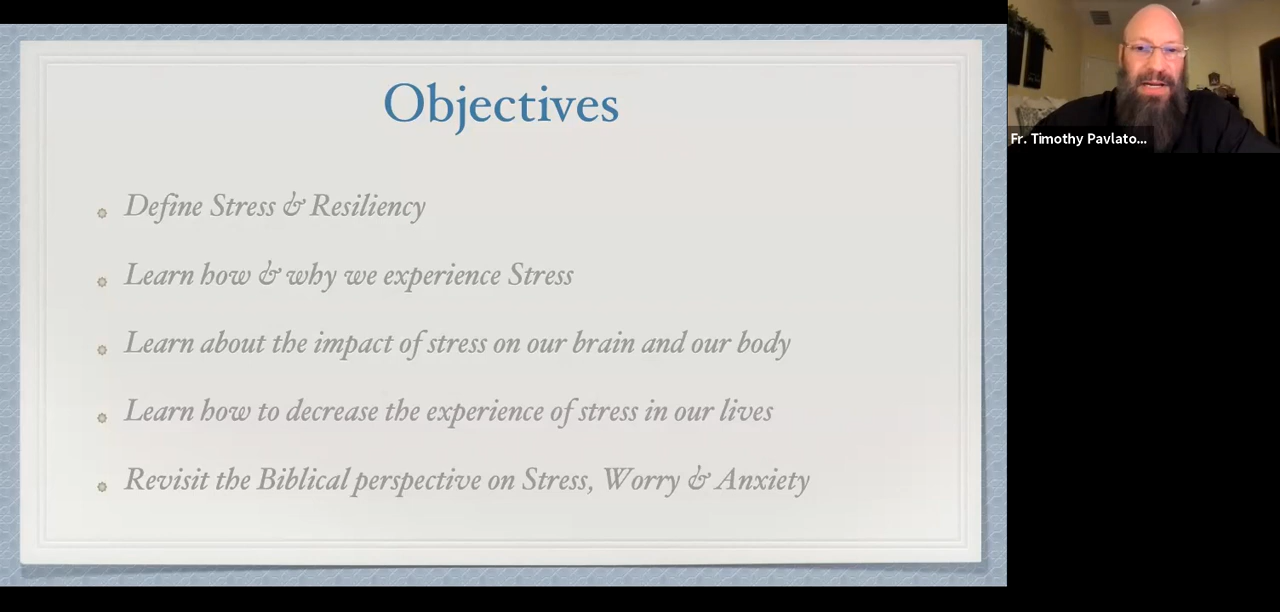 Objectives
Define Stress & Resiliency
Learn how & why we experience Stress
Learn about the impact of stress on our brain and our body
Learn how to decrease the experience of stress in our lives
Revisit the Biblical perspective on Stress, Worry & Anxiety
Fr. Timothy Pavlato...